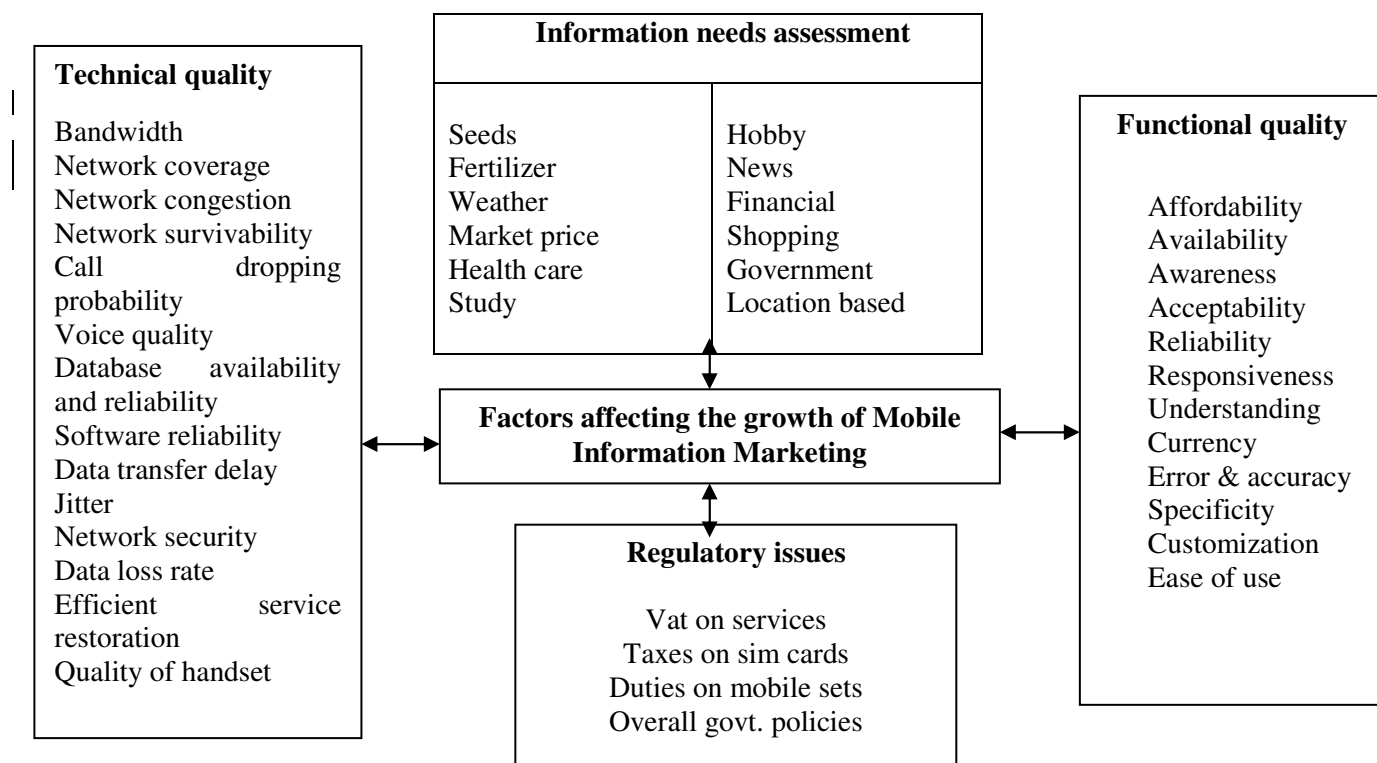 Technical quality
Bandwidth
Network coverage
Network congestion
Network survivability
Call dropping
probability
Voice quality
Database availability
and reliability
Software reliability
Data transfer delay
Jitter
Network security
Data loss rate
Efficient service
restoration
Quality of handset
Information needs assessment
Seeds
Fertilizer
Weather
Market price
Health care
Study
Hobby
News
Financial
Shopping
Government
Location based
Factors affecting the growth of Mobile
Information Marketing
Regulatory issues
Vat on services
Taxes on sim cards
Duties on mobile sets
Overall govt. policies
Functional quality
Affordability
Availability
Awareness
Acceptability
Reliability
Responsiveness
Understanding
Currency
Error & accuracy
Specificity
Customization
Ease of use